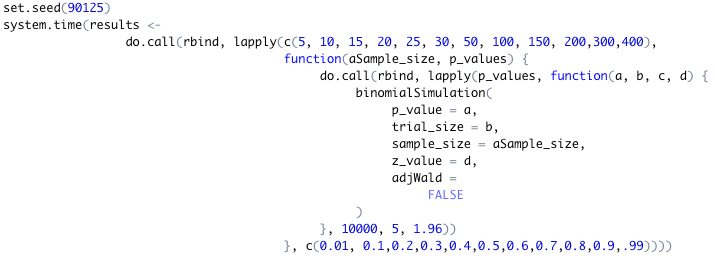 set.seed(90125)
system.time(results <-
do.call(rbind, lapply(c(5, 10, 15, 20, 25, 30, 50, 100, 150, 200,300,400),
function(aSample_size, p_values) {
do.call(rbind, lapply(p_values, function(a, b, c, d) {
binomialSimulation(
p_value = a,
trial_size = b,
sample_size = aSample_size,
z_value = d,
adjWald =
FALSE
)
}, 10000, 5, 1.96))
}, c(0.01, 0.1,0.2,0.3,0.4,0.5,0.6,0.7,0.8,0.9,.99))))